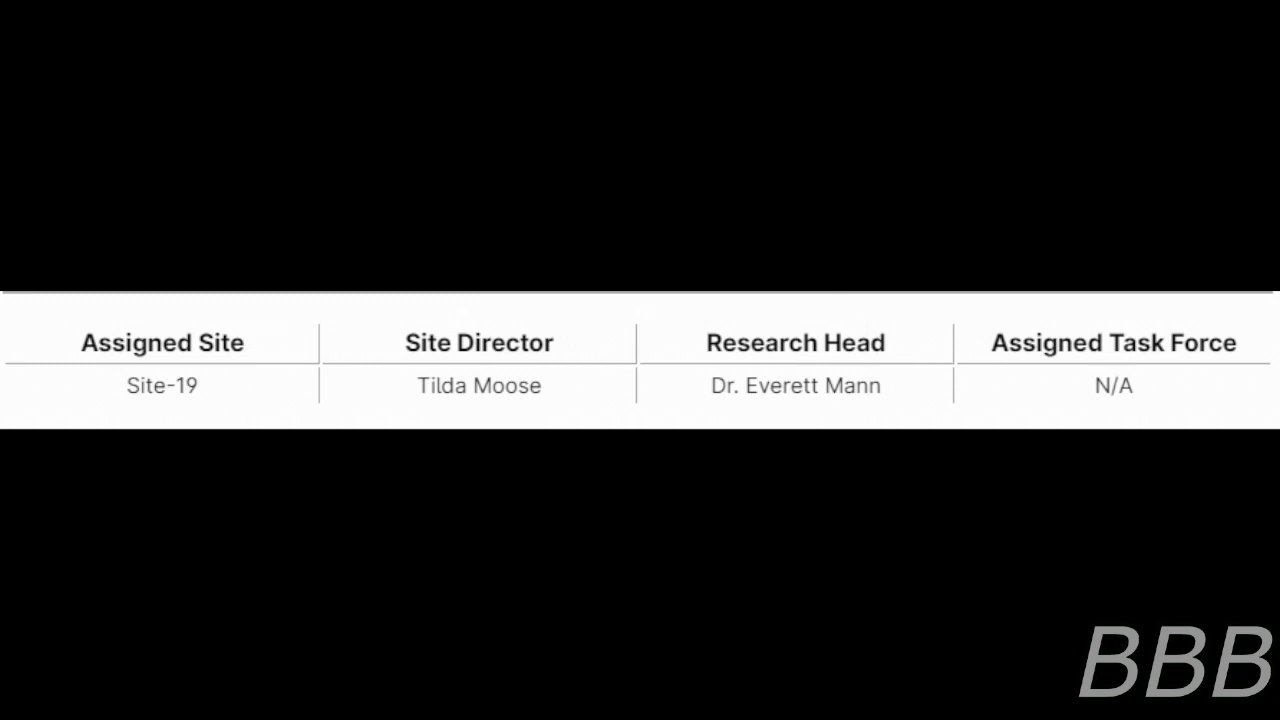 Assigned Site Site Director Research Head Assigned Task Force
Site-19 Tilda Moose Dr. Everett Mann N/A
BBB